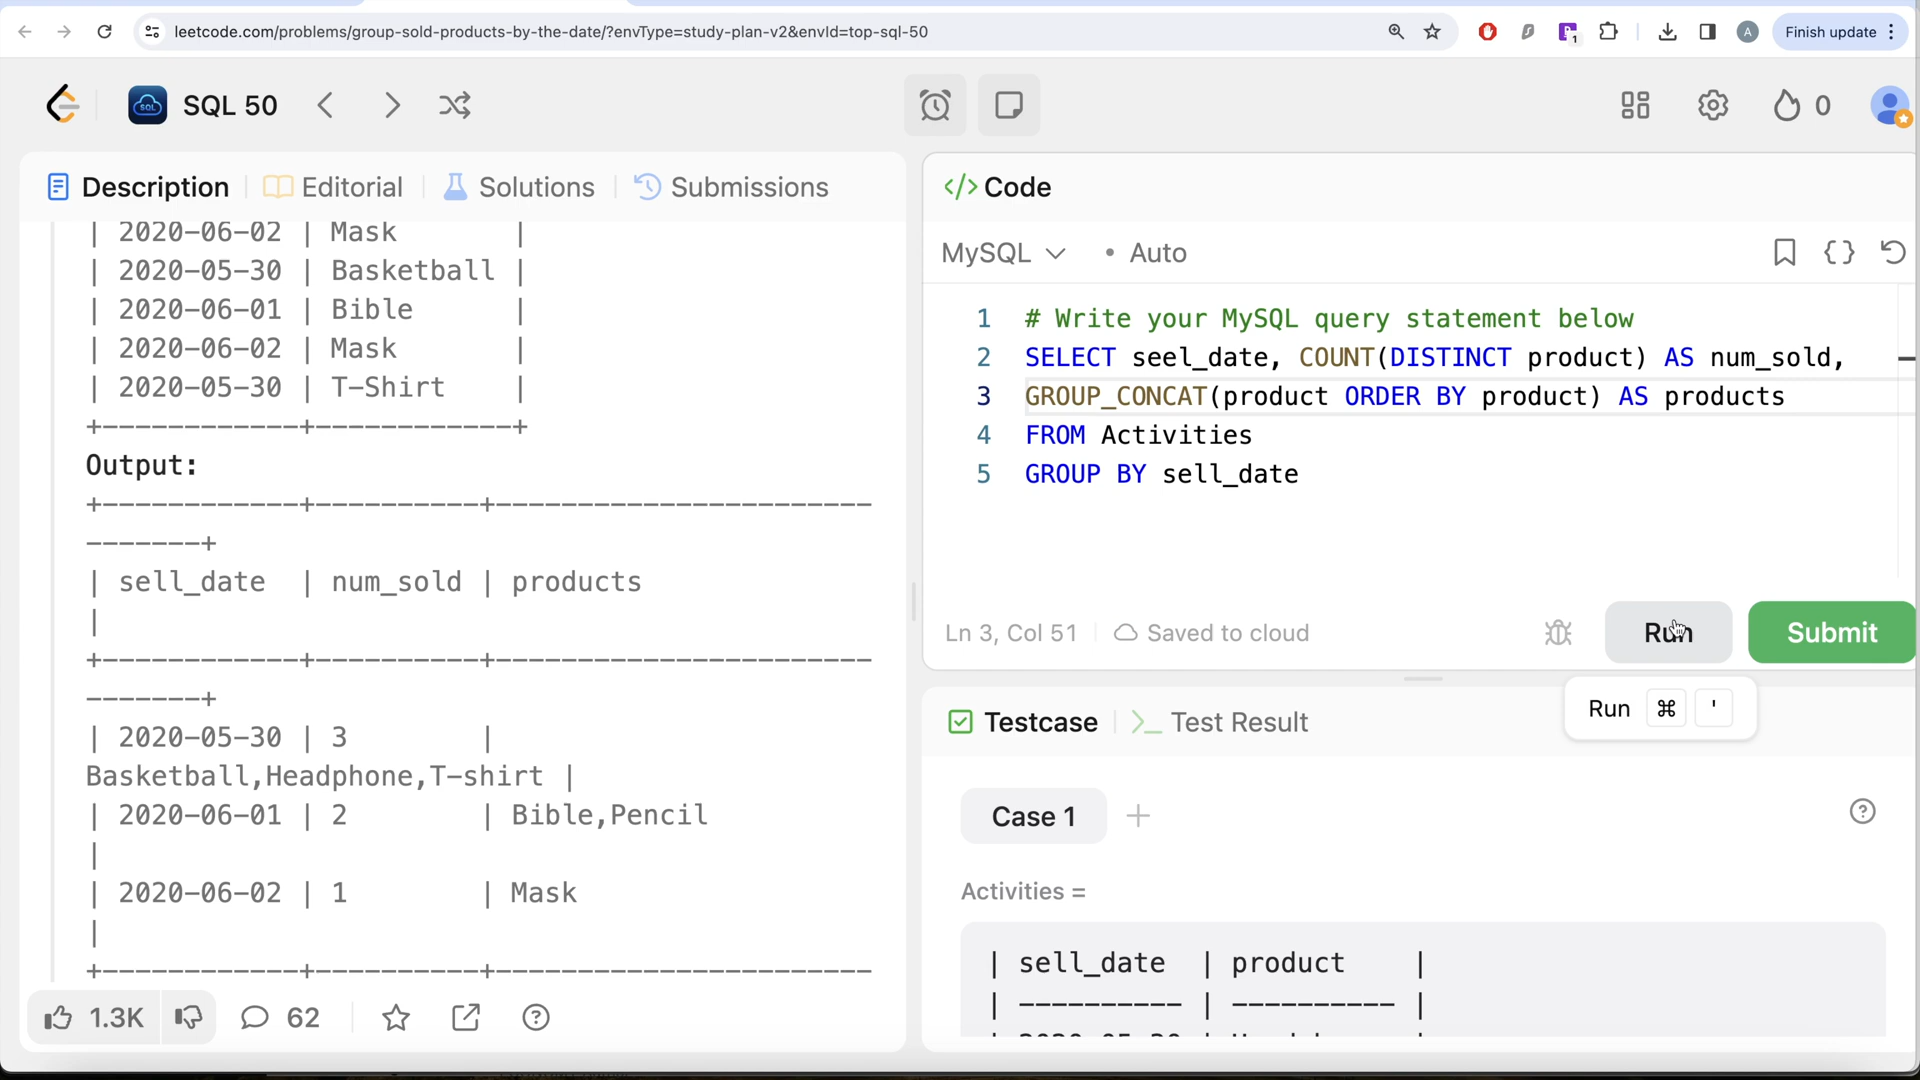 leetcode.com/problems/group-sold-products-by-the-date/?envType=study-plan-v2&envId=top-sql-50
1
A
Finish update
SQL
SQL 50
0
Description
Editorial
Solutions
Submissions
| 2020-06-02 | Mask |
| 2020-05-30 | Basketball |
| 2020-06-01 | Bible |
| 2020-06-02 | Mask |
| 2020-05-30 | T-Shirt |
+------------+------------+
Output:
+------------+----------+-----------------------
-------+
| sell_date | num_sold | products
|
+------------+----------+-----------------------
-------+
| 2020-05-30 | 3 |
Basketball,Headphone,T-shirt |
| 2020-06-01 | 2 | Bible,Pencil
|
| 2020-06-02 | 1 | Mask
|
+------------+----------+-----------------------
1.3K
62
</> Code
MySQL
• Auto
{}
1 # Write your MySQL query statement below
2 SELECT seel_date, COUNT(DISTINCT product) AS num_sold,
3 GROUP_CONCAT(product ORDER BY product) AS products
4 FROM Activities
5 GROUP BY sell_date
Ln 3, Col 51
Saved to cloud
Run
Submit
Run ⌘ '
Testcase
>_ Test Result
Case 1
+
Activities =
| sell_date | product |
| ---------- | ---------- |